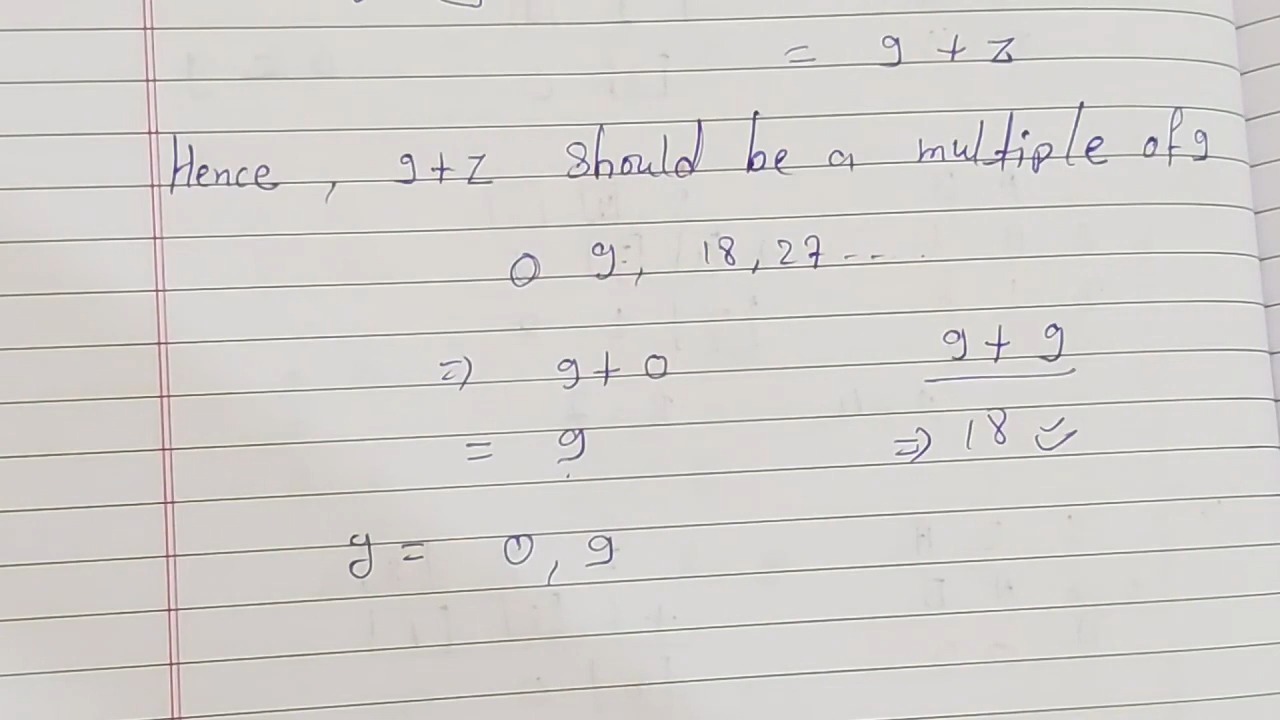 = 9 + z
Hence, 9+z should be a multiple of 9
0 9, 18, 27 - - .
=) 9+0 9 + 9
= 9 =) 18
y = 0, 9